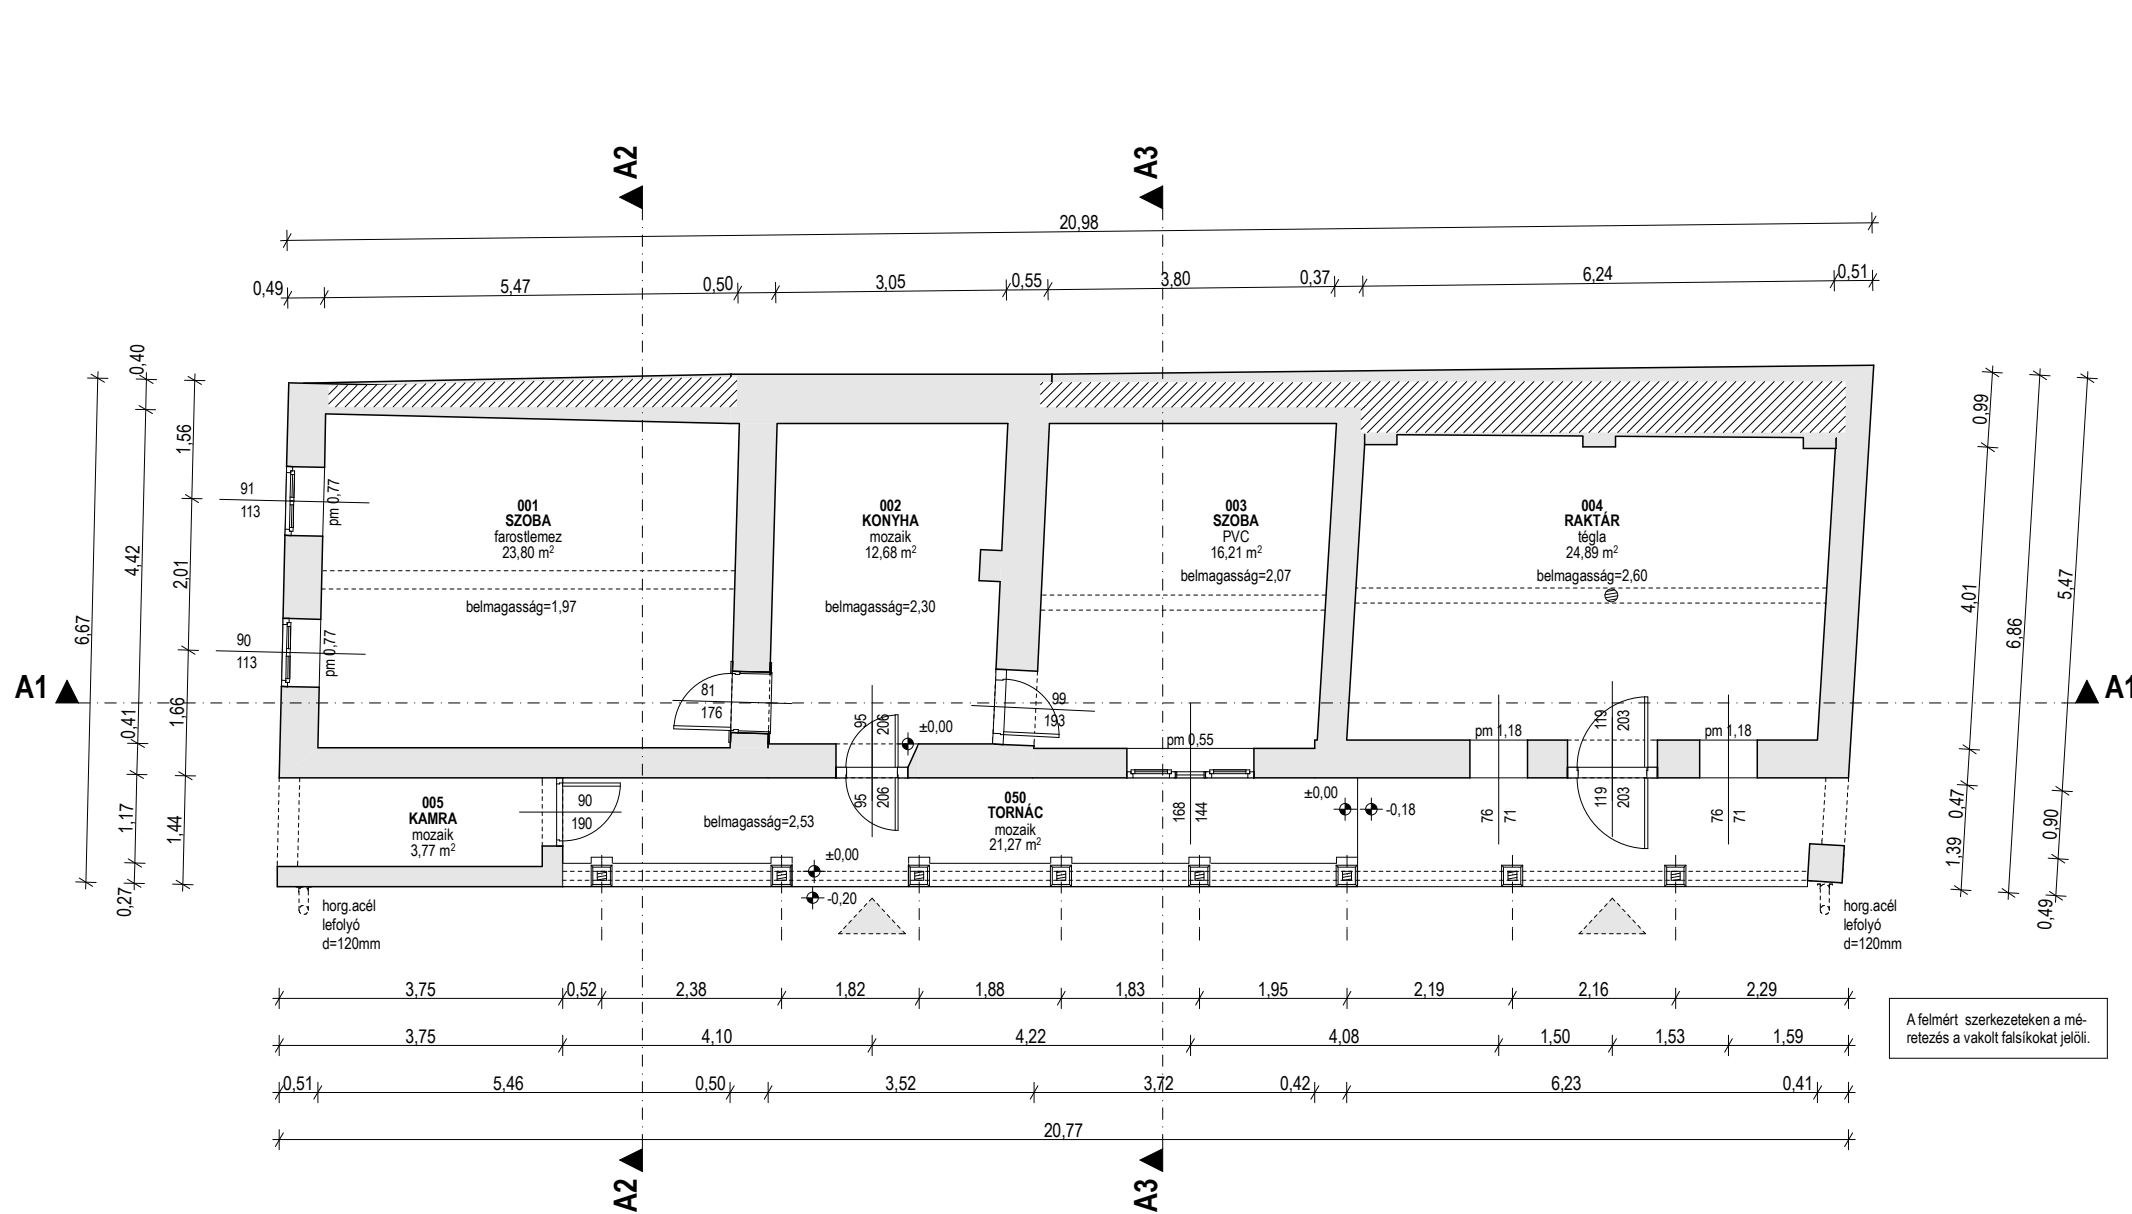 A2
A3
20,98
0,49
5,47
0,50
3,05
0,55
3,80
0,37
6,24
0,51
0,40
1,56
4,42
2,01
6,67
0,41
1,66
1,17
1,44
0,27
91
113
pm 0,77
90
113
pm 0,77
001
SZOBA
farostlemez
23,80 m²
belmagasság=1,97
002
KONYHA
mozaik
12,68 m²
belmagasság=2,30
003
SZOBA
PVC
16,21 m²
belmagasság=2,07
004
RAKTÁR
tégla
24,89 m²
belmagasság=2,60
0,99
4,01
5,47
6,86
0,47
0,90
1,39
0,49
A1
A1
81
176
95
206
±0,00
99
193
pm 0,55
pm 1,18
119
203
pm 1,18
005
KAMRA
mozaik
3,77 m²
90
190
belmagasság=2,53
95
206
050
TORNÁC
mozaik
21,27 m²
168
144
±0,00
-0,18
76
71
119
203
76
71
±0,00
-0,20
horg.acél
lefolyó
d=120mm
horg.acél
lefolyó
d=120mm
3,75
0,52
2,38
1,82
1,88
1,83
1,95
2,19
2,16
2,29
3,75
4,10
4,22
4,08
1,50
1,53
1,59
0,51
5,46
0,50
3,52
3,72
0,42
6,23
0,41
20,77
A felmért szerkezeteken a mé-
retezés a vakolt falsíkokat jelöli.
A2
A3